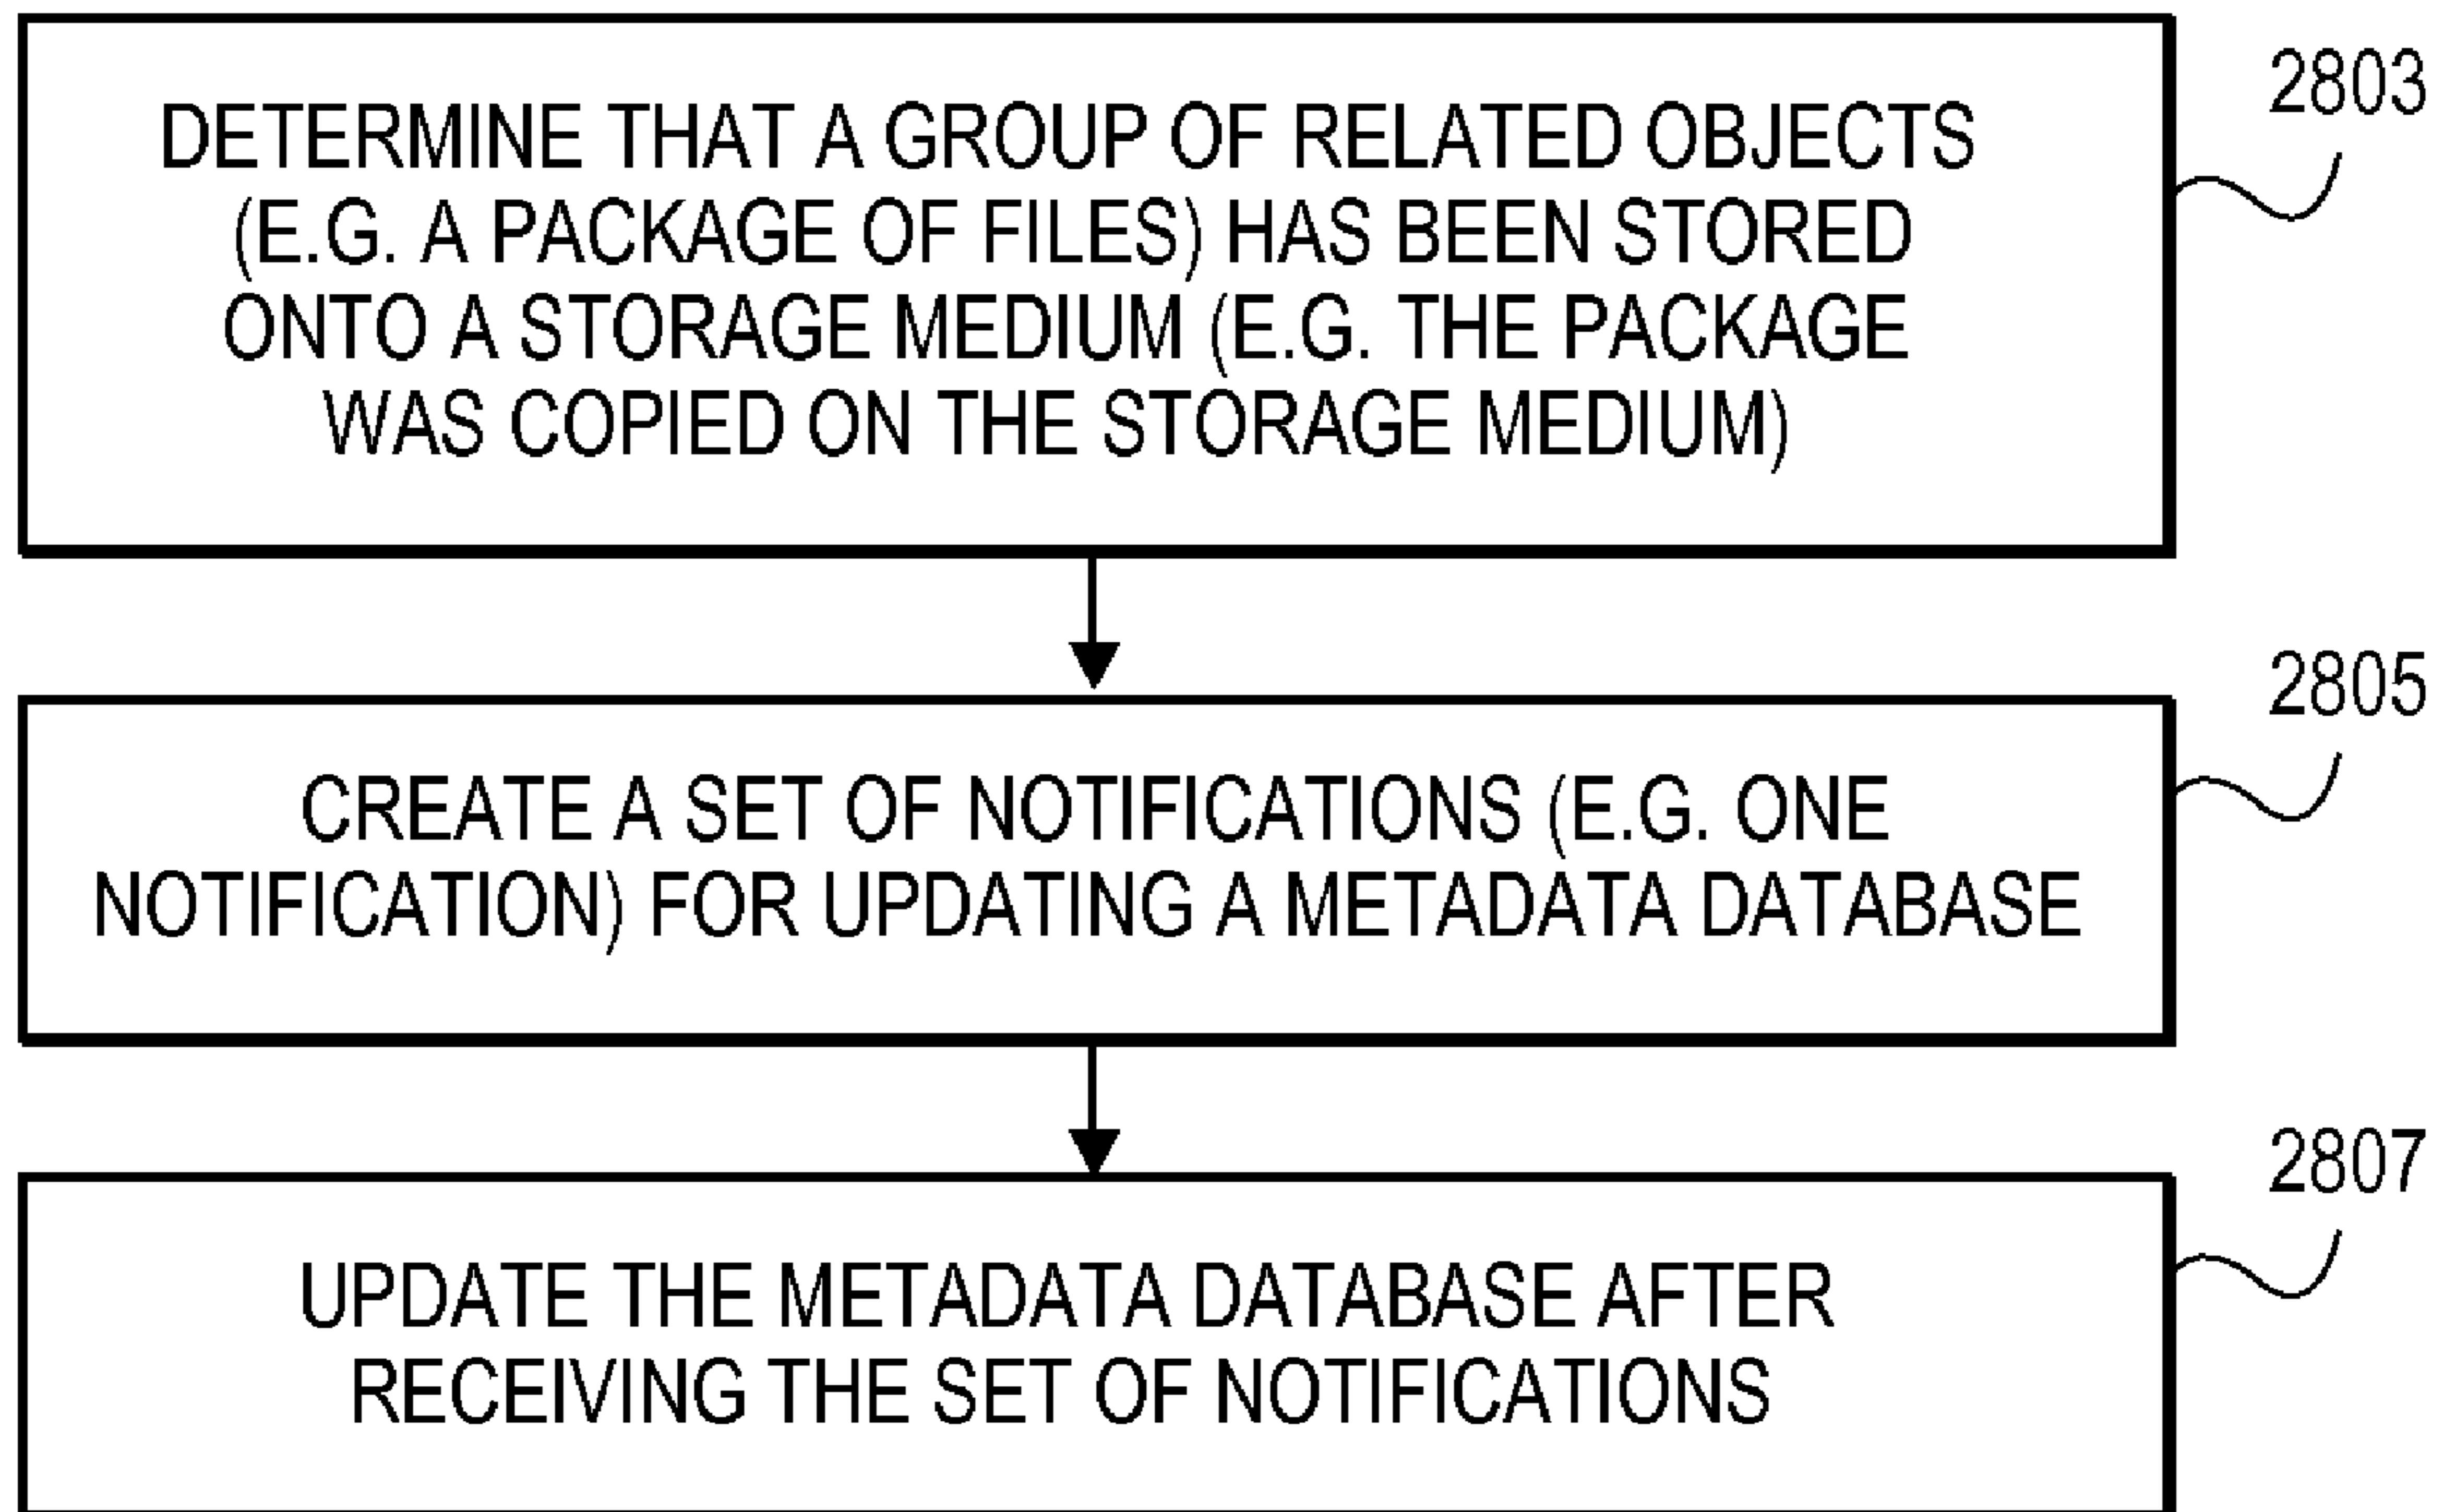 2803
DETERMINE THAT A GROUP OF RELATED OBJECTS
(E.G. A PACKAGE OF FILES) HAS BEEN STORED
ONTO A STORAGE MEDIUM (E.G. THE PACKAGE
WAS COPIED ON THE STORAGE MEDIUM)
2805
CREATE A SET OF NOTIFICATIONS (E.G. ONE
NOTIFICATION) FOR UPDATING A METADATA DATABASE
2807
UPDATE THE METADATA DATABASE AFTER
RECEIVING THE SET OF NOTIFICATIONS